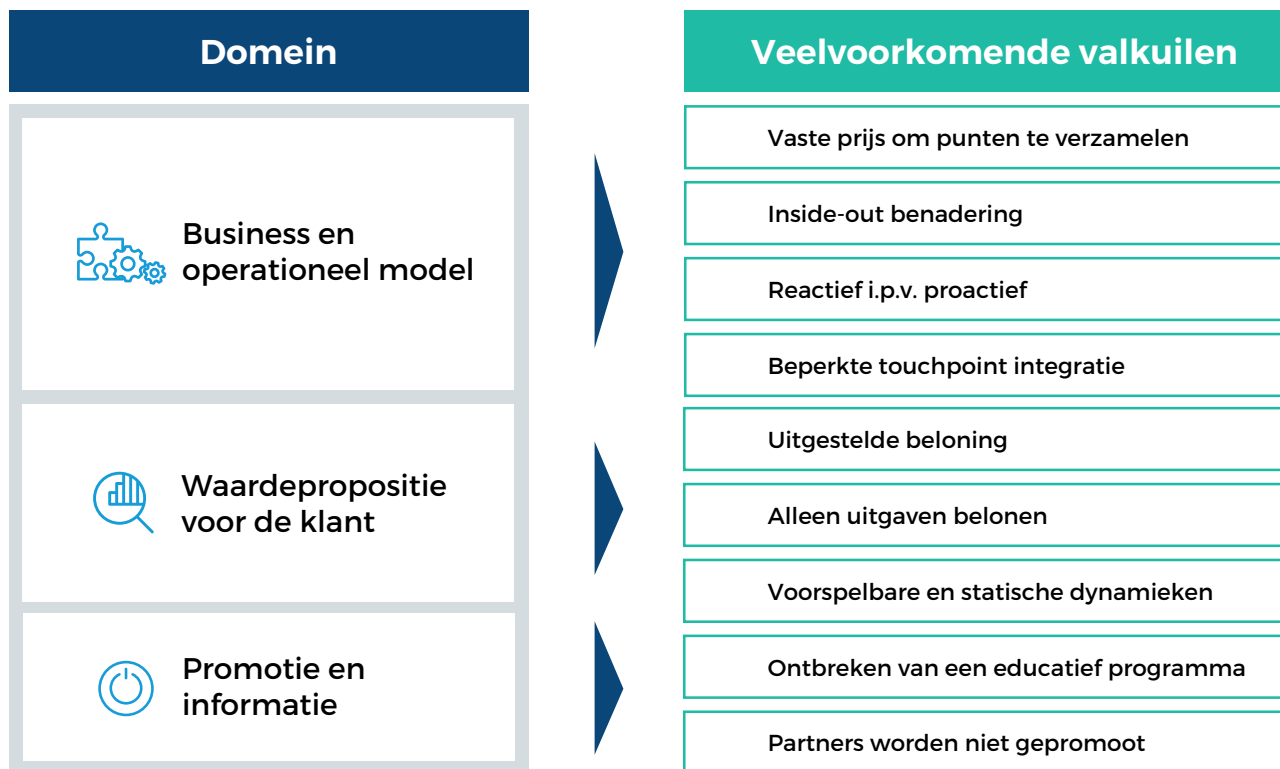 Domein
Veelvoorkomende valkuilen
Business en
operationeel model
Vaste prijs om punten te verzamelen
Inside-out benadering
Reactief i.p.v. proactief
Beperkte touchpoint integratie
Waardepropositie
voor de klant
Uitgestelde beloning
Alleen uitgaven belonen
Voorspelbare en statische dynamieken
Promotie en
informatie
Ontbreken van een educatief programma
Partners worden niet gepromoot